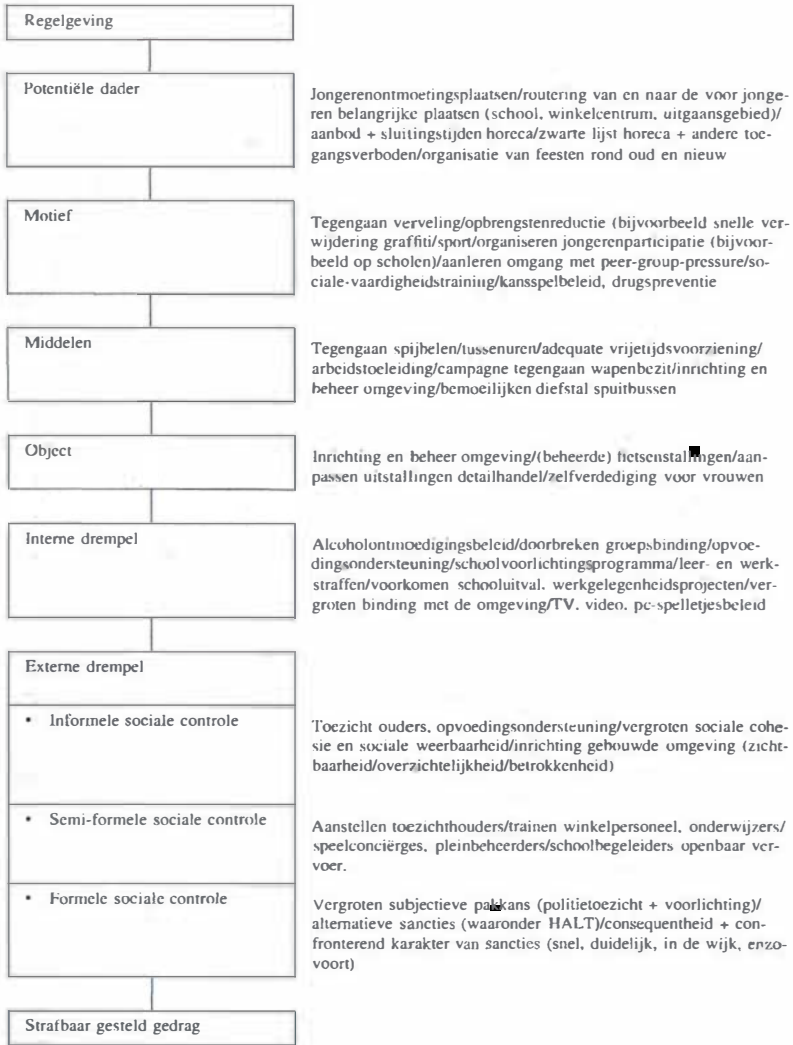 Regelgeving
Potentiële dader
Jongerenontmoetingsplaatsen/routering van en naar de voor jonge-
ren belangrijke plaatsen (school, winkelcentrum, uitgaansgebied)/
aanbod + sluitingstijden horeca/zwarte lijst horeca + andere toe-
gangsverboden/organisatie van feesten rond oud en nieuw
Motief
Tegengaan verveling/opbrengstenreductie (bijvoorbeeld snelle ver-
wijdering graffiti/sport/organiseren jongerenparticipatie (bijvoor-
beeld op scholen)/aanleren omgang met peer-group-pressure/so-
ciale-vaardigheidstraining/kansspelbeleid, drugspreventie
Middelen
Tegengaan spijbelen/tussenuren/adequate vrijetijdsvoorziening/
arbeidstoeleiding/campagne tegengaan wapenbezit/inrichting en
beheer omgeving/bemoeilijken diefstal spuitbussen
Object
Inrichting en beheer omgeving/(beheerde) fietsenstallingen/aan-
passen uitstallingen detailhandel/zelfverdediging voor vrouwen
Interne drempel
Alcoholontmoedigingsbeleid/doorbreken groepsbinding/opvoe-
dingsondersteuning/schoolvoorlichtingsprogramma/leer- en werk-
straffen/voorkomen schooluitval, werkgelegenheidsprojecten/ver-
groten binding met de omgeving/TV, video, pc-spelletjesbeleid
Externe drempel
• Informele sociale controle
Toezicht ouders, opvoedingsondersteuning/vergroten sociale cohe-
sie en sociale weerbaarheid/inrichting gebouwde omgeving (zicht-
baarheid/overzichtelijkheid/betrokkenheid)
• Semi-formele sociale controle
Aanstellen toezichthouders/trainen winkelpersoneel, onderwijzers/
speelconciërges, pleinbeheerders/schoolbegeleiders openbaar ver-
voer.
• Formele sociale controle
Vergroten subjectieve pakkans (politietoezicht + voorlichting)/
alternatieve sancties (waaronder HALT)/consequentheid + con-
fronterend karakter van sancties (snel, duidelijk, in de wijk, enzo-
voort)
Strafbaar gesteld gedrag